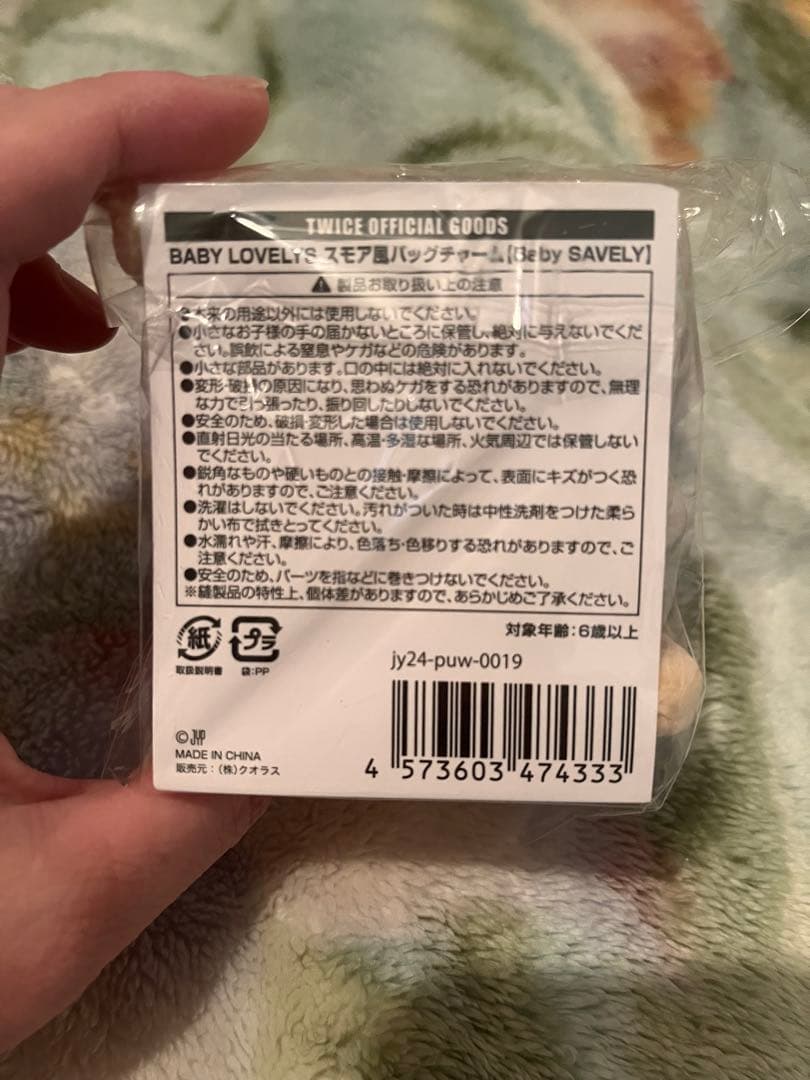 TWICE OFFICIAL GOODS
BABY LOVELYS スモア風バッグチャーム【Baby SAVELY】
⚠ 製品お取り扱い上の注意
●本来の用途以外には使用しないでください。
●小さなお子様の手の届かないところに保管し、絶対に与えないでくだ
さい。誤飲による窒息やケガなどの危険があります。
●小さな部品があります。口の中には絶対に入れないでください。
●変形・破損の原因になり、思わぬケガをする恐れがありますので、無理
な力で引っ張ったり、振り回したりしないでください。
●安全のため、破損・変形した場合は使用しないでください。
●直射日光の当たる場所、高温・多湿な場所、火気周辺では保管しない
でください。
●鋭角なものや硬いものとの接触・摩擦によって、表面にキズがつく恐
れがありますので、ご注意ください。
●洗濯はしないでください。汚れがついた時は中性洗剤をつけた柔ら
かい布で拭きとってください。
●水濡れや汗、摩擦により、色落ち・色移りする恐れがありますので、ご
注意ください。
●安全のため、パーツを指などに巻きつけないでください。
※縫製品の特性上、個体差がありますので、あらかじめご了承ください。
対象年齢：6歳以上
紙 プラ
取扱説明書 袋：PP
jy24-puw-0019
©JYP
MADE IN CHINA
販売元：(株)クオラス
4 573603 474333